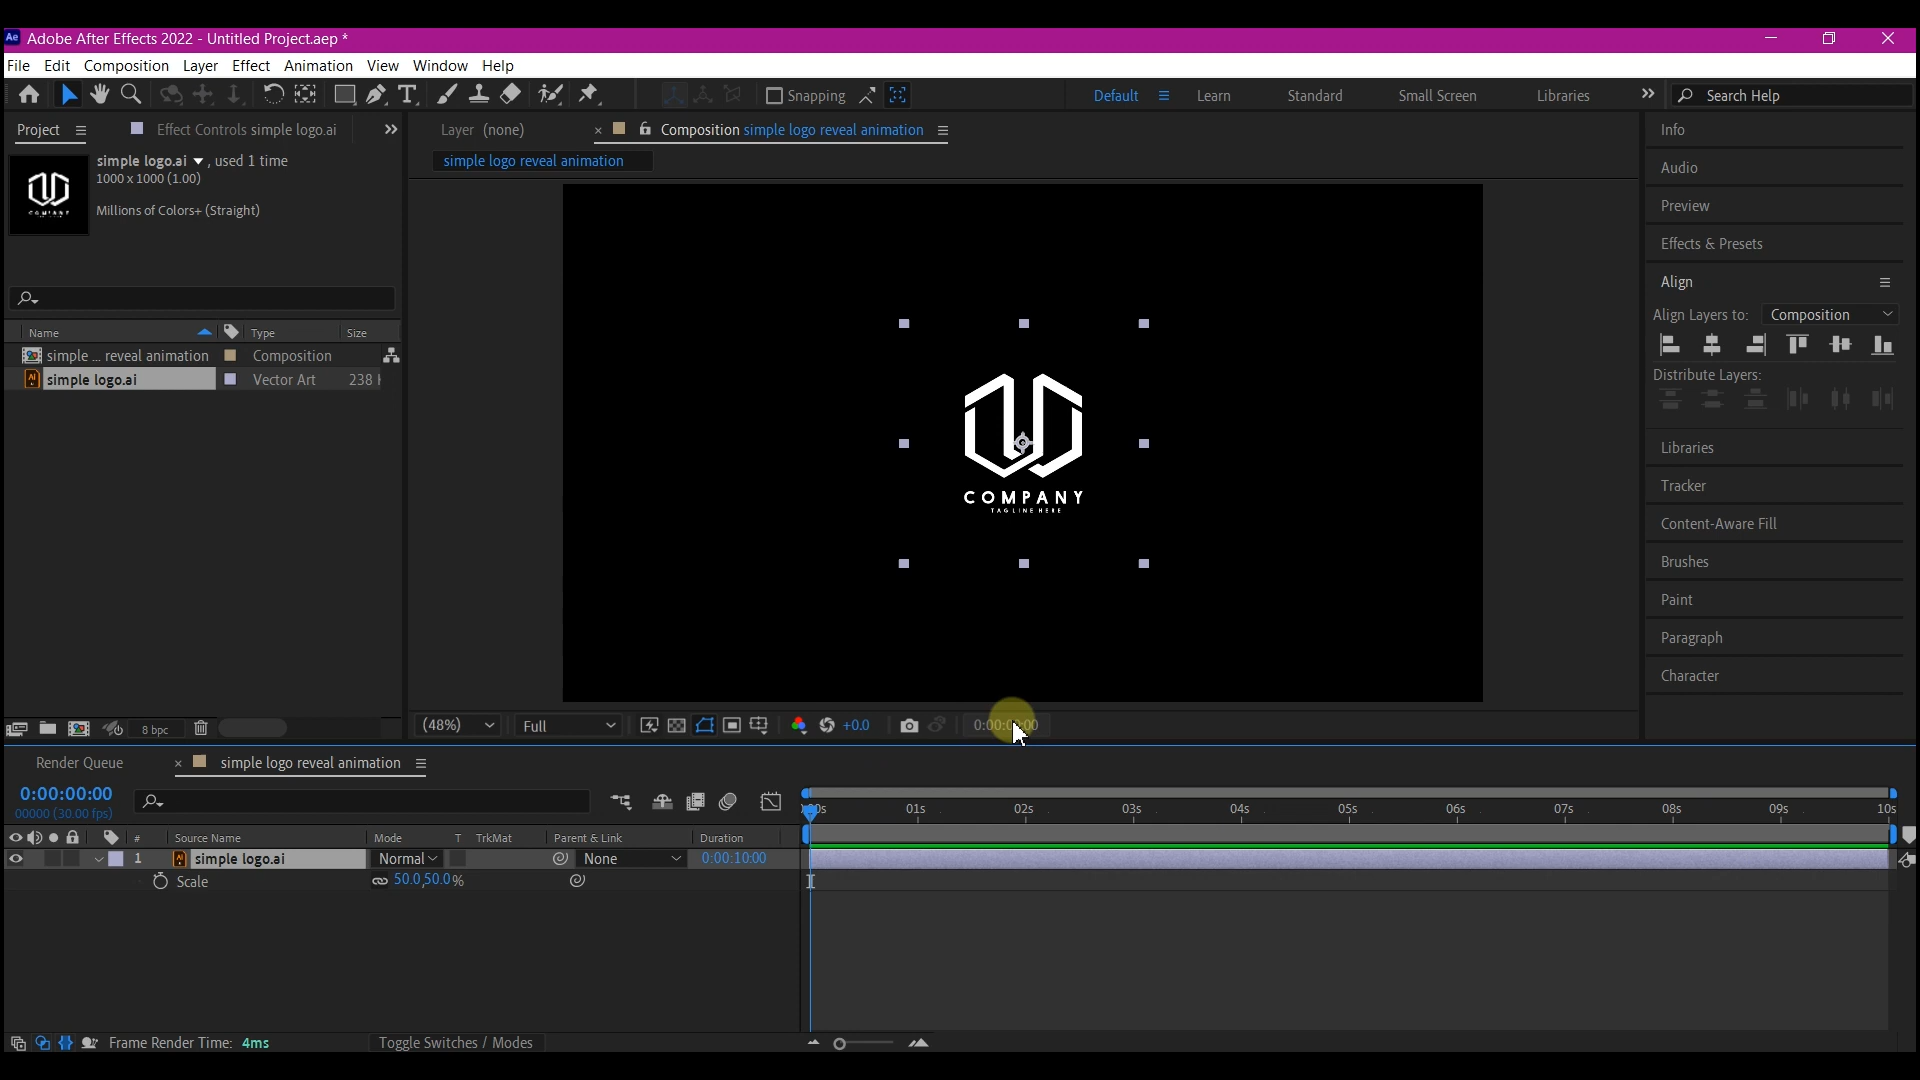 Ae Adobe After Effects 2022 - Untitled Project.aep *
File Edit Composition Layer Effect Animation View Window Help
Snapping
Default Learn Standard Small Screen Libraries Search Help
Project Effect Controls simple logo.ai
Layer (none) × Composition simple logo reveal animation
simple logo reveal animation
simple logo.ai , used 1 time
1000 x 1000 (1.00)
Millions of Colors+ (Straight)
COMPANY
Name Type Size
simple ... reveal animation Composition
simple logo.ai Vector Art 238
COMPANY
TAGLINE HERE
Info
Audio
Preview
Effects & Presets
Align
Align Layers to: Composition
Distribute Layers:
Libraries
Tracker
Content-Aware Fill
Brushes
Paint
Paragraph
Character
8 bpc
(48%) Full +0.0
Render Queue × simple logo reveal animation
0:00:00:00
00000 (30.00 fps)
01s 02s 03s 04s 05s 06s 07s 08s 09s 10s
# Source Name Mode T TrkMat Parent & Link Duration
1 simple logo.ai Normal None 0:00:10:00
Scale 50.0,50.0%
Frame Render Time: 4ms Toggle Switches / Modes